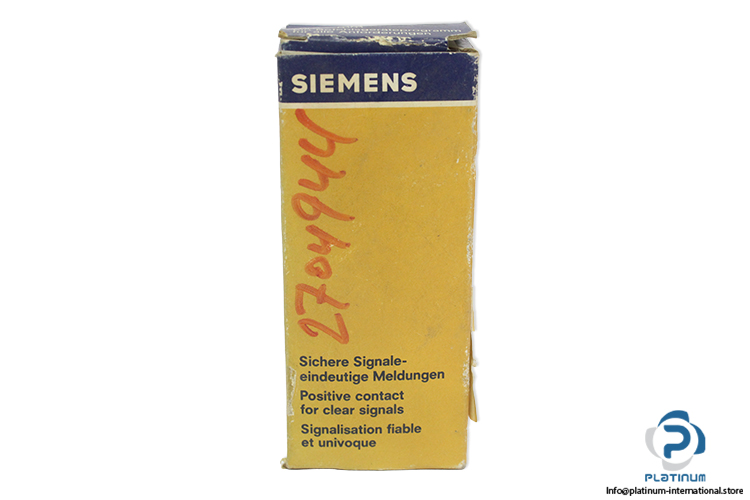 SIEMENS
2704944
Sichere Signale-
eindeutige Meldungen
Positive contact
for clear signals
Signalisation fiable
et univoque
PLATINUM
Info@platinum-international.store